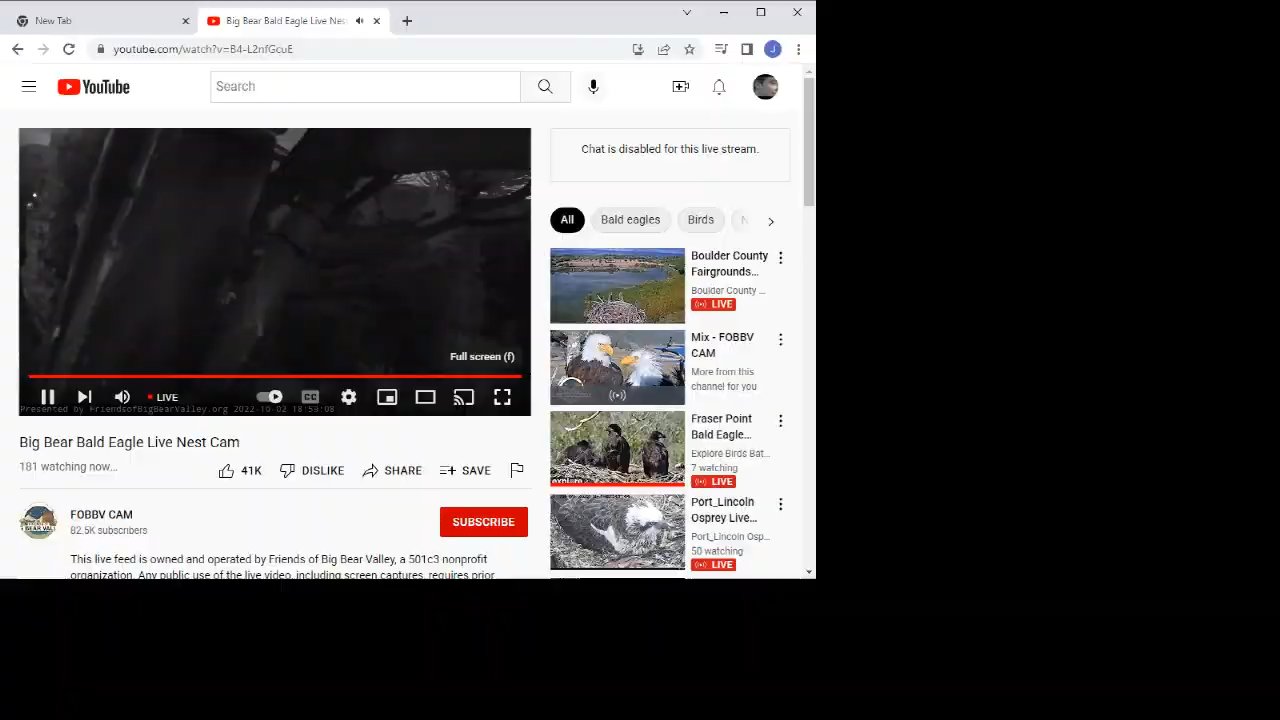 New Tab
Big Bear Bald Eagle Live Nest
youtube.com/watch?v=B4-L2nfGcuE
J
YouTube
Search
Full screen (f)
LIVE
CC
Presented by FriendsofBigBearValley.org 2022-10-02 18:59:08
Big Bear Bald Eagle Live Nest Cam
181 watching now...
41K
DISLIKE
SHARE
SAVE
FOBBV CAM
82.5K subscribers
SUBSCRIBE
This live feed is owned and operated by Friends of Big Bear Valley, a 501c3 nonprofit
organization. Any public use of the live video, including screen captures, requires prior
Chat is disabled for this live stream.
All
Bald eagles
Birds
N
Boulder County
Fairgrounds...
Boulder County ...
LIVE
Mix - FOBBV
CAM
More from this
channel for you
Fraser Point
Bald Eagle...
Explore Birds Bat...
7 watching
LIVE
explore
Port_Lincoln
Osprey Live...
Port_Lincoln Osp...
50 watching
LIVE